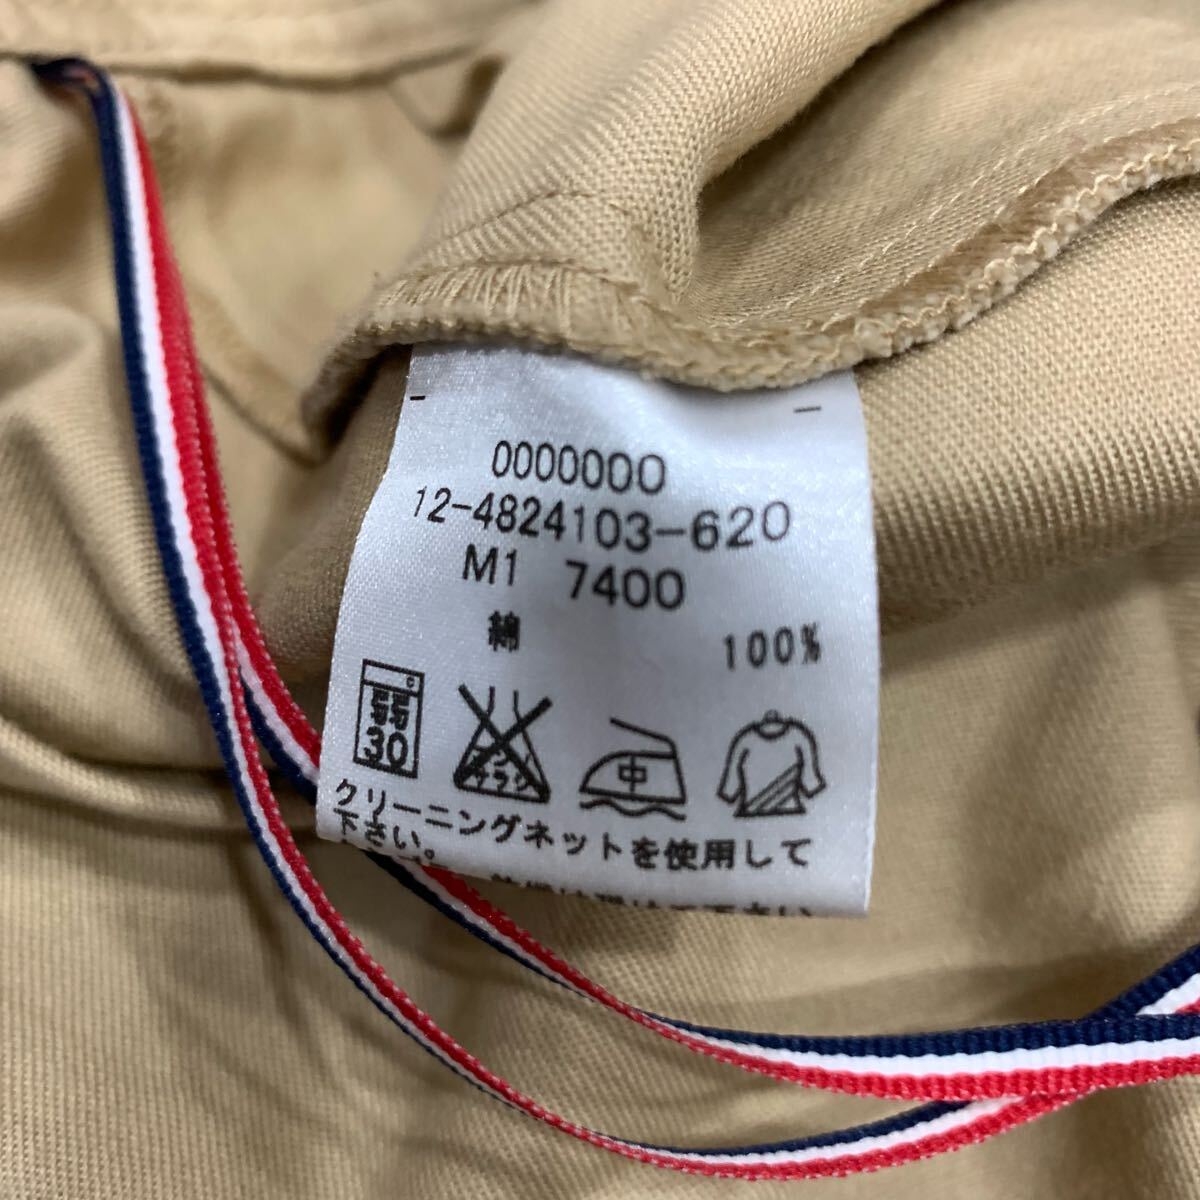 0000000
12-4824103-620
M1 7400
綿 100%
30 中
クリーニングネットを使用して
下さい。